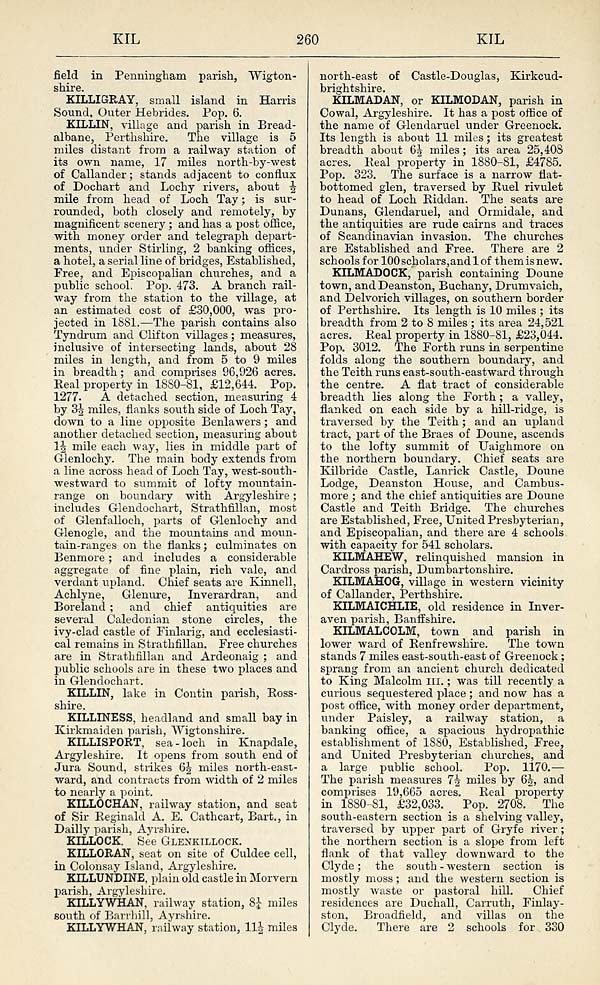 KIL 260 KIL
field in Penningham parish, Wigton-
shire.
KILLIGRAY, small island in Harris
Sound, Outer Hebrides. Pop. 6.
KILLIN, village and parish in Bread-
albane, Perthshire. The village is 5
miles distant from a railway station of
its own name, 17 miles north-by-west
of Callander; stands adjacent to conflux
of Dochart and Lochy rivers, about ½
mile from head of Loch Tay; is sur-
rounded, both closely and remotely, by
magnificent scenery; and has a post office,
with money order and telegraph depart-
ments, under Stirling, 2 banking offices,
a hotel, a serial line of bridges, Established,
Free, and Episcopalian churches, and a
public school. Pop. 473. A branch rail-
way from the station to the village, at
an estimated cost of £30,000, was pro-
jected in 1881.—The parish contains also
Tyndrum and Clifton villages; measures,
inclusive of intersecting lands, about 28
miles in length, and from 5 to 9 miles
in breadth; and comprises 96,926 acres.
Real property in 1880-81, £12,644. Pop.
1277. A detached section, measuring 4
by 3½ miles, flanks south side of Loch Tay,
down to a line opposite Benlawers; and
another detached section, measuring about
1½ mile each way, lies in middle part of
Glenlochy. The main body extends from
a line across head of Loch Tay, west-south-
westward to summit of lofty mountain-
range on boundary with Argyleshire;
includes Glendochart, Strathfillan, most
of Glenfalloch, parts of Glenlochy and
Glenogle, and the mountains and moun-
tain-ranges on the flanks; culminates on
Benmore; and includes a considerable
aggregate of fine plain, rich vale, and
verdant upland. Chief seats are Kinnell,
Achlyne, Glenure, Inverardran, and
Boreland; and chief antiquities are
several Caledonian stone circles, the
ivy-clad castle of Finlarig, and ecclesiasti-
cal remains in Strathfillan. Free churches
are in Strathfillan and Ardeonaig; and
public schools are in these two places and
in Glendochart.
KILLIN, lake in Contin parish, Ross-
shire.
KILLINESS, headland and small bay in
Kirkmaiden parish, Wigtonshire.
KILLISPORT, sea-loch in Knapdale,
Argyleshire. It opens from south end of
Jura Sound, strikes 6½ miles north-east-
ward, and contracts from width of 2 miles
to nearly a point.
KILLOCHAN, railway station, and seat
of Sir Reginald A. E. Cathcart, Bart., in
Dailly parish, Ayrshire.
KILLOCK. See GLENKILLOCK.
KILLORAN, seat on site of Culdee cell,
in Colonsay Island, Argyleshire.
KILLUNDINE, plain old castle in Morvern
parish, Argyleshire.
KILLYWHAN, railway station, 8¼ miles
south of Barrhill, Ayrshire.
KILLYWHAN, railway station, 11½ miles
north-east of Castle-Douglas, Kirkcud-
brightshire.
KILMADAN, or KILMODAN, parish in
Cowal, Argyleshire. It has a post office of
the name of Glendaruel under Greenock.
Its length is about 11 miles; its greatest
breadth about 6½ miles; its area 25,408
acres. Real property in 1880-81, £4785.
Pop. 323. The surface is a narrow flat-
bottomed glen, traversed by Ruel rivulet
to head of Loch Riddan. The seats are
Dunans, Glendaruel, and Ormidale, and
the antiquities are rude cairns and traces
of Scandinavian invasion. The churches
are Established and Free. There are 2
schools for 100 scholars, and 1 of them is new.
KILMADOCK, parish containing Doune
town, and Deanston, Buchany, Drumvaich,
and Delvorich villages, on southern border
of Perthshire. Its length is 10 miles; its
breadth from 2 to 8 miles; its area 24,521
acres. Real property in 1880-81, £23,044.
Pop. 3012. The Forth runs in serpentine
folds along the southern boundary, and
the Teith runs east-south-eastward through
the centre. A flat tract of considerable
breadth lies along the Forth; a valley,
flanked on each side by a hill-ridge, is
traversed by the Teith; and an upland
tract, part of the Braes of Doune, ascends
to the lofty summit of Uaighmore on
the northern boundary. Chief seats are
Kilbride Castle, Lanrick Castle, Doune
Lodge, Deanston House, and Cambus-
more; and the chief antiquities are Doune
Castle and Teith Bridge. The churches
are Established, Free, United Presbyterian,
and Episcopalian, and there are 4 schools
with capacity for 541 scholars.
KILMAHEW, relinquished mansion in
Cardross parish, Dumbartonshire.
KILMAHOG, village in western vicinity
of Callander, Perthshire.
KILMAICHLIE, old residence in Inver-
aven parish, Banffshire.
KILMALCOLM, town and parish in
lower ward of Renfrewshire. The town
stands 7 miles east-south-east of Greenock;
sprang from an ancient church dedicated
to King Malcolm III.; was till recently a
curious sequestered place; and now has a
post office, with money order department,
under Paisley, a railway station, a
banking office, a spacious hydropathic
establishment of 1880, Established, Free,
and United Presbyterian churches, and
a large public school. Pop. 1170.—
The parish measures 7½ miles by 6½, and
comprises 19,665 acres. Real property
in 1880-81, £32,033. Pop. 2708. The
south-eastern section is a shelving valley,
traversed by upper part of Gryfe river;
the northern section is a slope from left
flank of that valley downward to the
Clyde; the south-western section is
mostly moss; and the western section is
mostly waste or pastoral hill. Chief
residences are Duchall, Carruth, Finlay-
ston, Broadfield, and villas on the
Clyde. There are 2 schools for 330